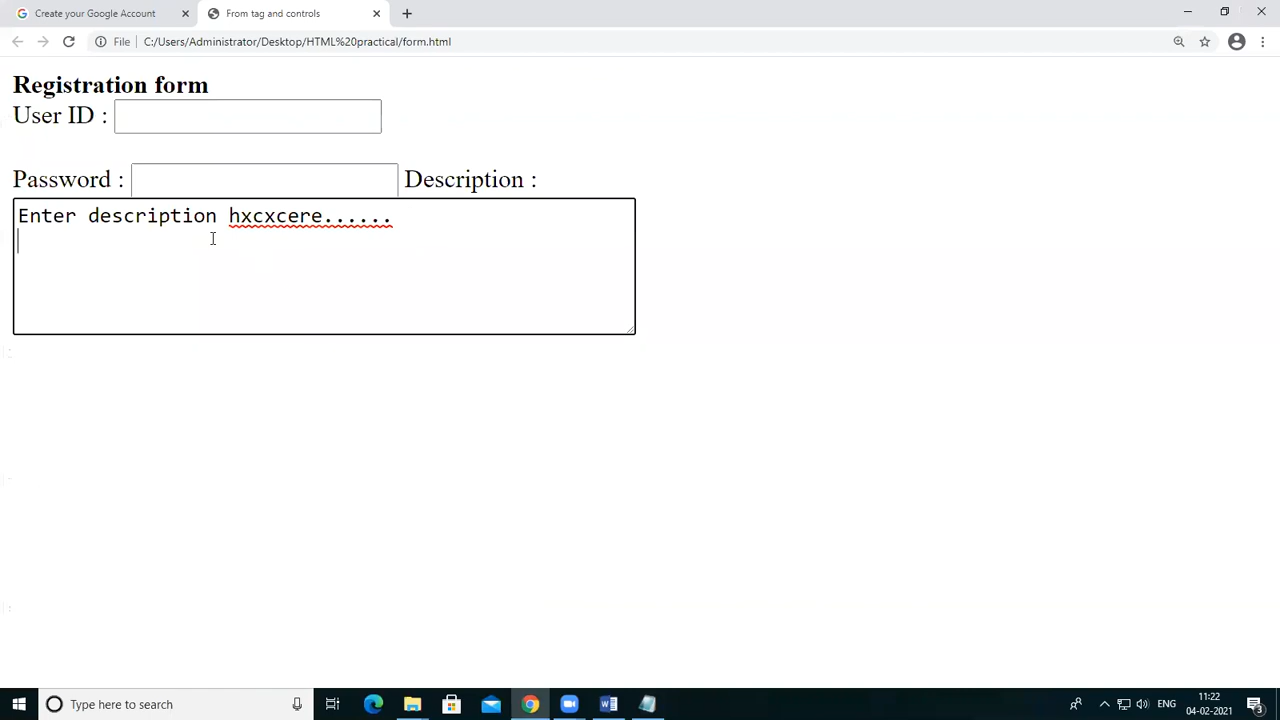 Create your Google Account
From tag and controls
File C:/Users/Administrator/Desktop/HTML%20practical/form.html
Registration form
User ID :
Password : Description :
Enter description hxcxcere......
Type here to search
ENG
11:22
04-02-2021
3